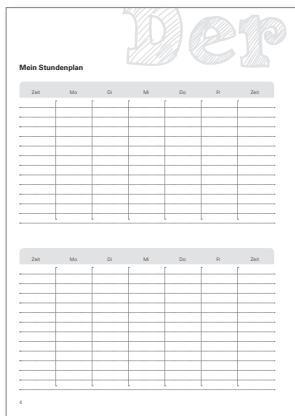 Der
Mein Stundenplan
Zeit Mo Di Mi Do Fr Zeit
Zeit Mo Di Mi Do Fr Zeit
4